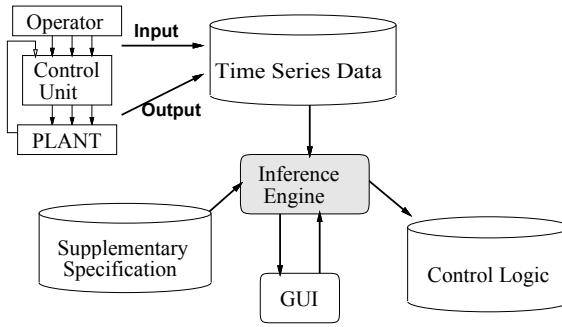 Operator
Input
Control
Unit
Time Series Data
Output
PLANT
Inference
Engine
Supplementary
Specification
Control Logic
GUI